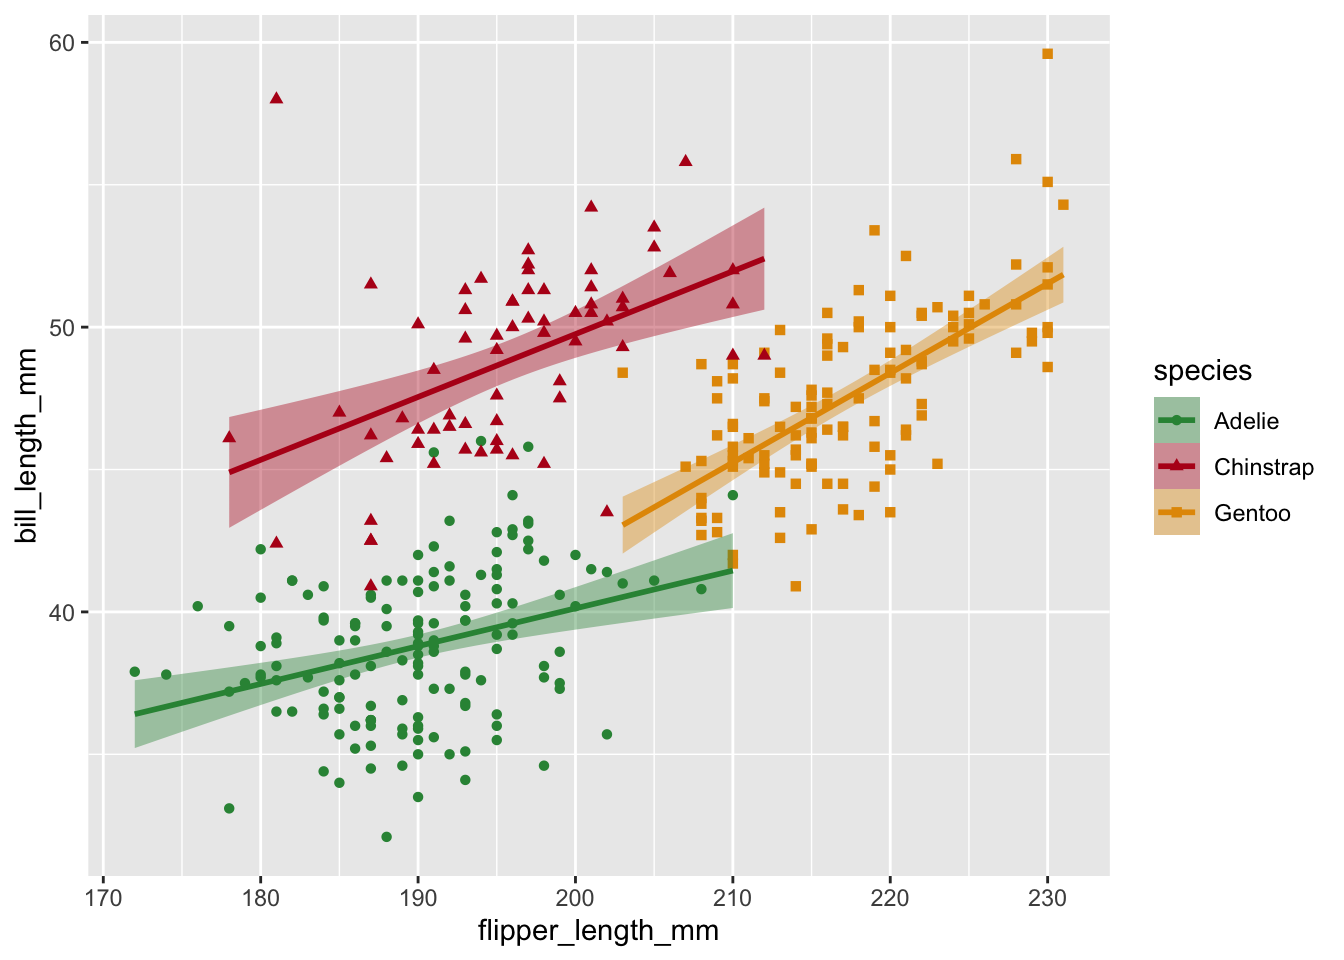 60
50
40
bill_length_mm
170 180 190 200 210 220 230
flipper_length_mm
species
Adelie
Chinstrap
Gentoo